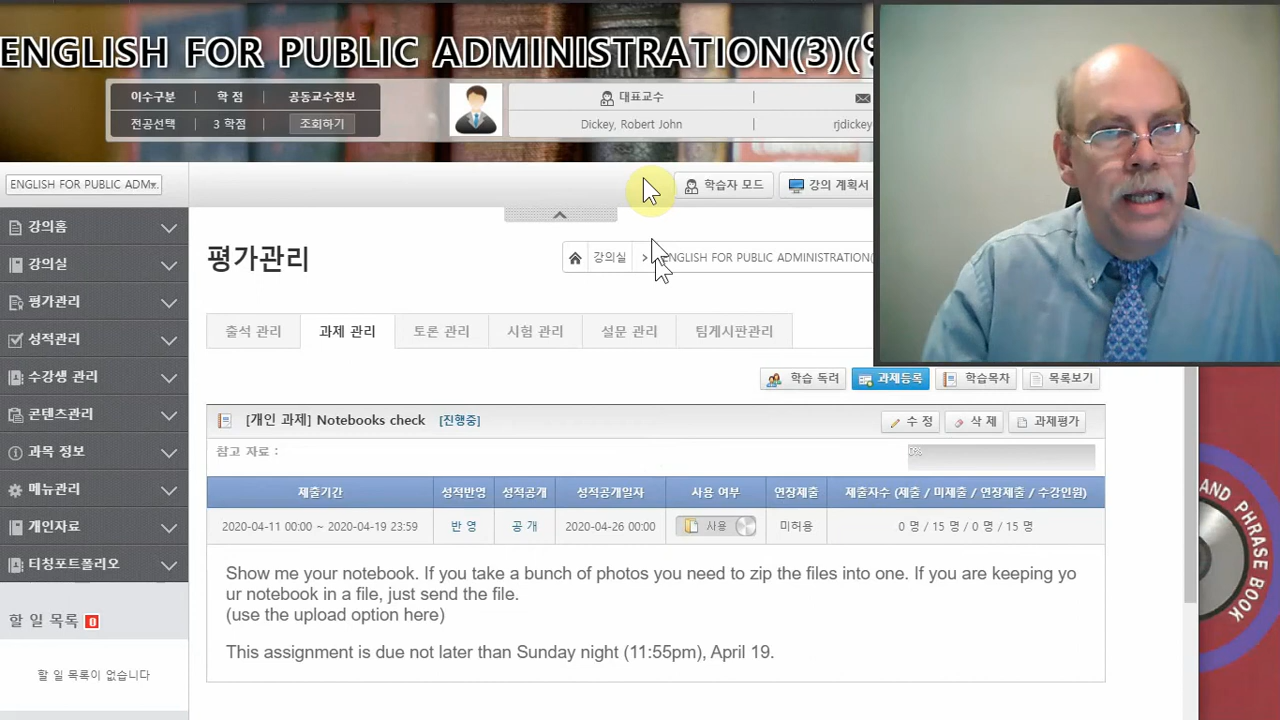 ENGLISH FOR PUBLIC ADMINISTRATION(3)(
이수구분 학 점 공동교수정보
전공선택 3 학점 조회하기
대표교수
Dickey, Robert John rjdickey
ENGLISH FOR PUBLIC ADM
학습자 모드 강의 계획서
강의홈
강의실
평가관리
성적관리
수강생 관리
콘텐츠관리
과목 정보
메뉴관리
개인자료
티칭포트폴리오
할 일 목록 0
할 일 목록이 없습니다
평가관리
강의실 > ENGLISH FOR PUBLIC ADMINISTRATION(
출석 관리 과제 관리 토론 관리 시험 관리 설문 관리 팀게시판관리
학습 독려 과제등록 학습목차 목록보기
[개인 과제] Notebooks check [진행중] 수 정 삭 제 과제평가
참고 자료 : 0%
제출기간 성적반영 성적공개 성적공개일자 사용 여부 연장제출 제출자수 (제출 / 미제출 / 연장제출 / 수강인원)
2020-04-11 00:00 ~ 2020-04-19 23:59 반 영 공 개 2020-04-26 00:00 사용 미허용 0 명 / 15 명 / 0 명 / 15 명
Show me your notebook. If you take a bunch of photos you need to zip the files into one. If you are keeping yo
ur notebook in a file, just send the file.
(use the upload option here)
This assignment is due not later than Sunday night (11:55pm), April 19.
AND PHRASE BOOK